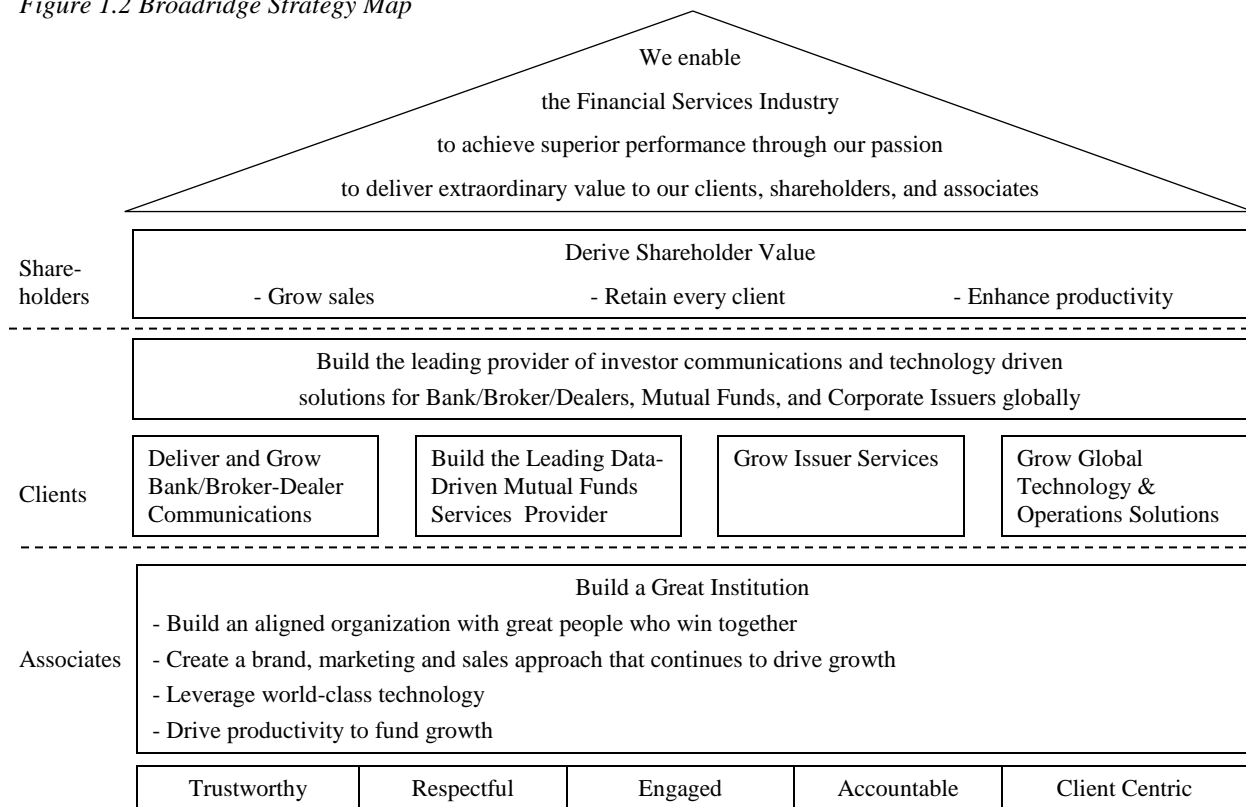 Figure 1.2 Broadridge Strategy Map
We enable
the Financial Services Industry
to achieve superior performance through our passion
to deliver extraordinary value to our clients, shareholders, and associates
Share-
holders
Derive Shareholder Value
- Grow sales
- Retain every client
- Enhance productivity
Build the leading provider of investor communications and technology driven
solutions for Bank/Broker/Dealers, Mutual Funds, and Corporate Issuers globally
Clients
Deliver and Grow
Bank/Broker-Dealer
Communications
Build the Leading Data-
Driven Mutual Funds
Services Provider
Grow Issuer Services
Grow Global
Technology &
Operations Solutions
Associates
Build a Great Institution
- Build an aligned organization with great people who win together
- Create a brand, marketing and sales approach that continues to drive growth
- Leverage world-class technology
- Drive productivity to fund growth
Trustworthy
Respectful
Engaged
Accountable
Client Centric